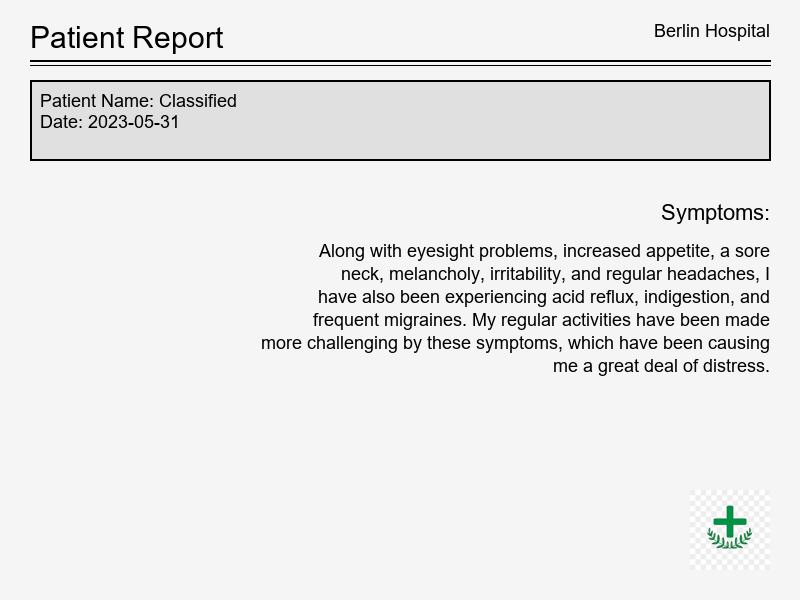 Patient Report
Berlin Hospital
Patient Name: Classified
Date: 2023-05-31
Symptoms:
Along with eyesight problems, increased appetite, a sore
neck, melancholy, irritability, and regular headaches, I
have also been experiencing acid reflux, indigestion, and
frequent migraines. My regular activities have been made
more challenging by these symptoms, which have been causing
me a great deal of distress.